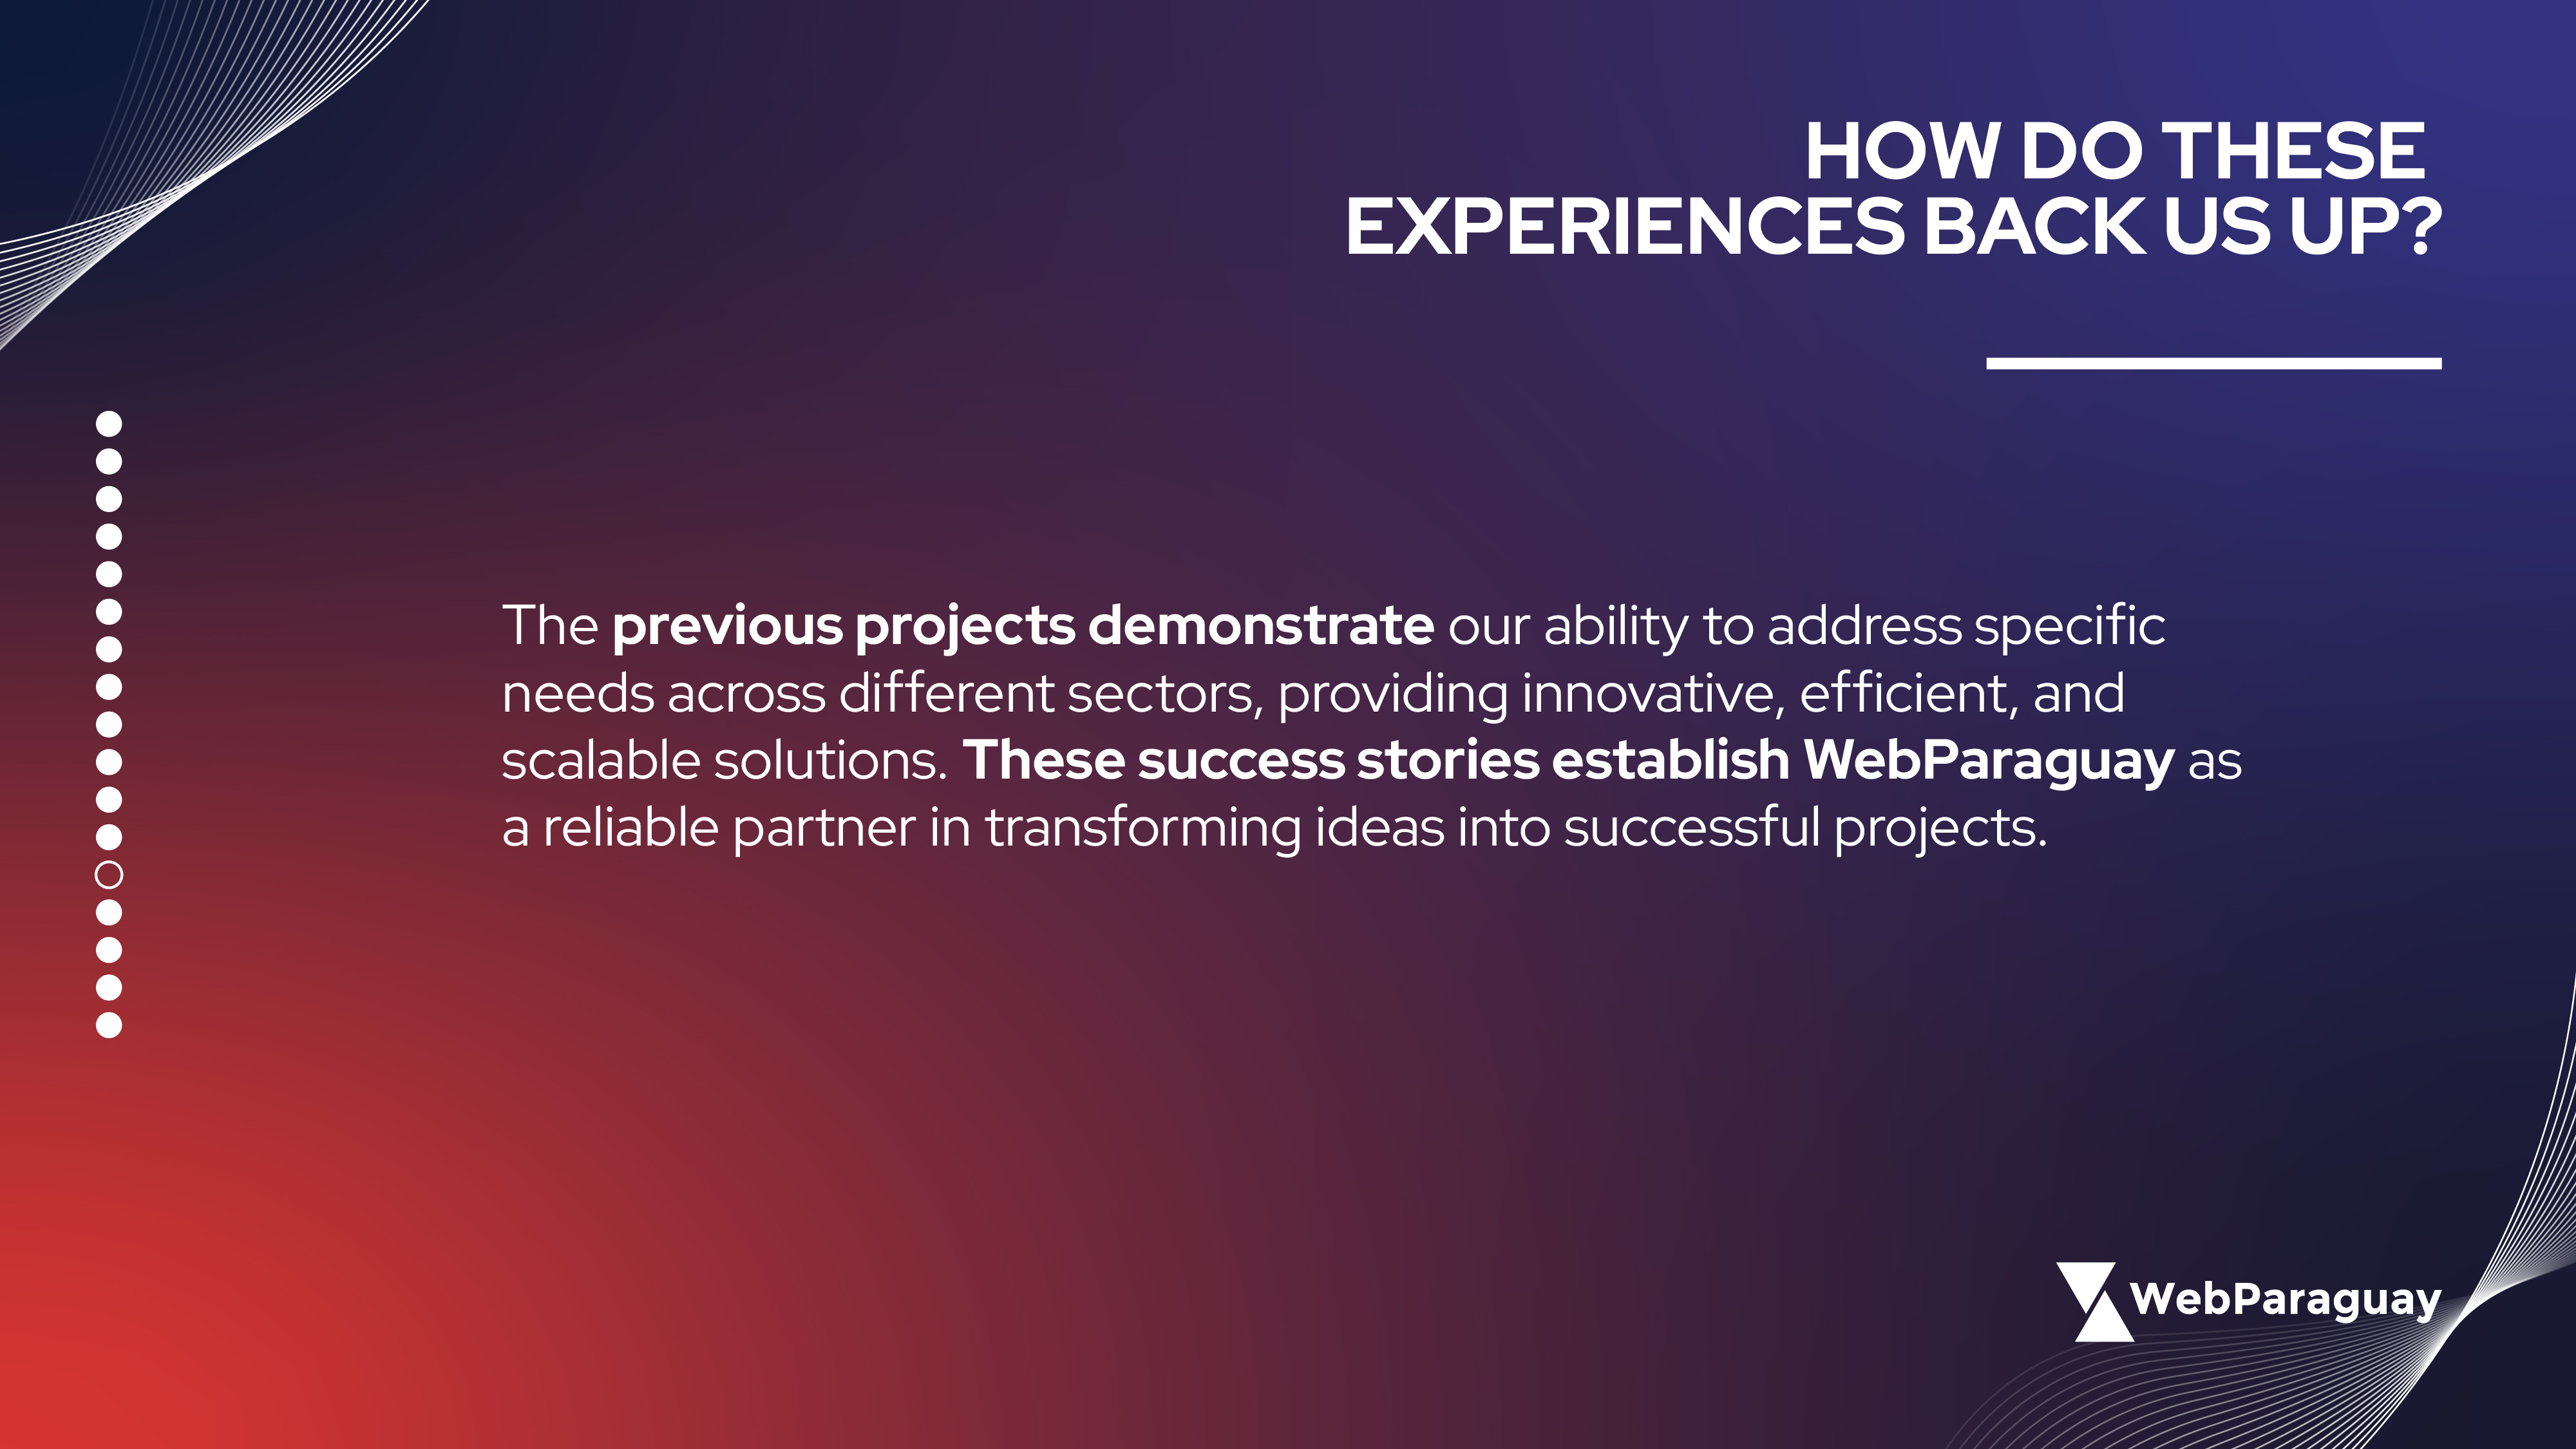 HOW DO THESE
EXPERIENCES BACK US UP?
The previous projects demonstrate our ability to address specific
needs across different sectors, providing innovative, efficient, and
scalable solutions. These success stories establish WebParaguay as
a reliable partner in transforming ideas into successful projects.
WebParaguay